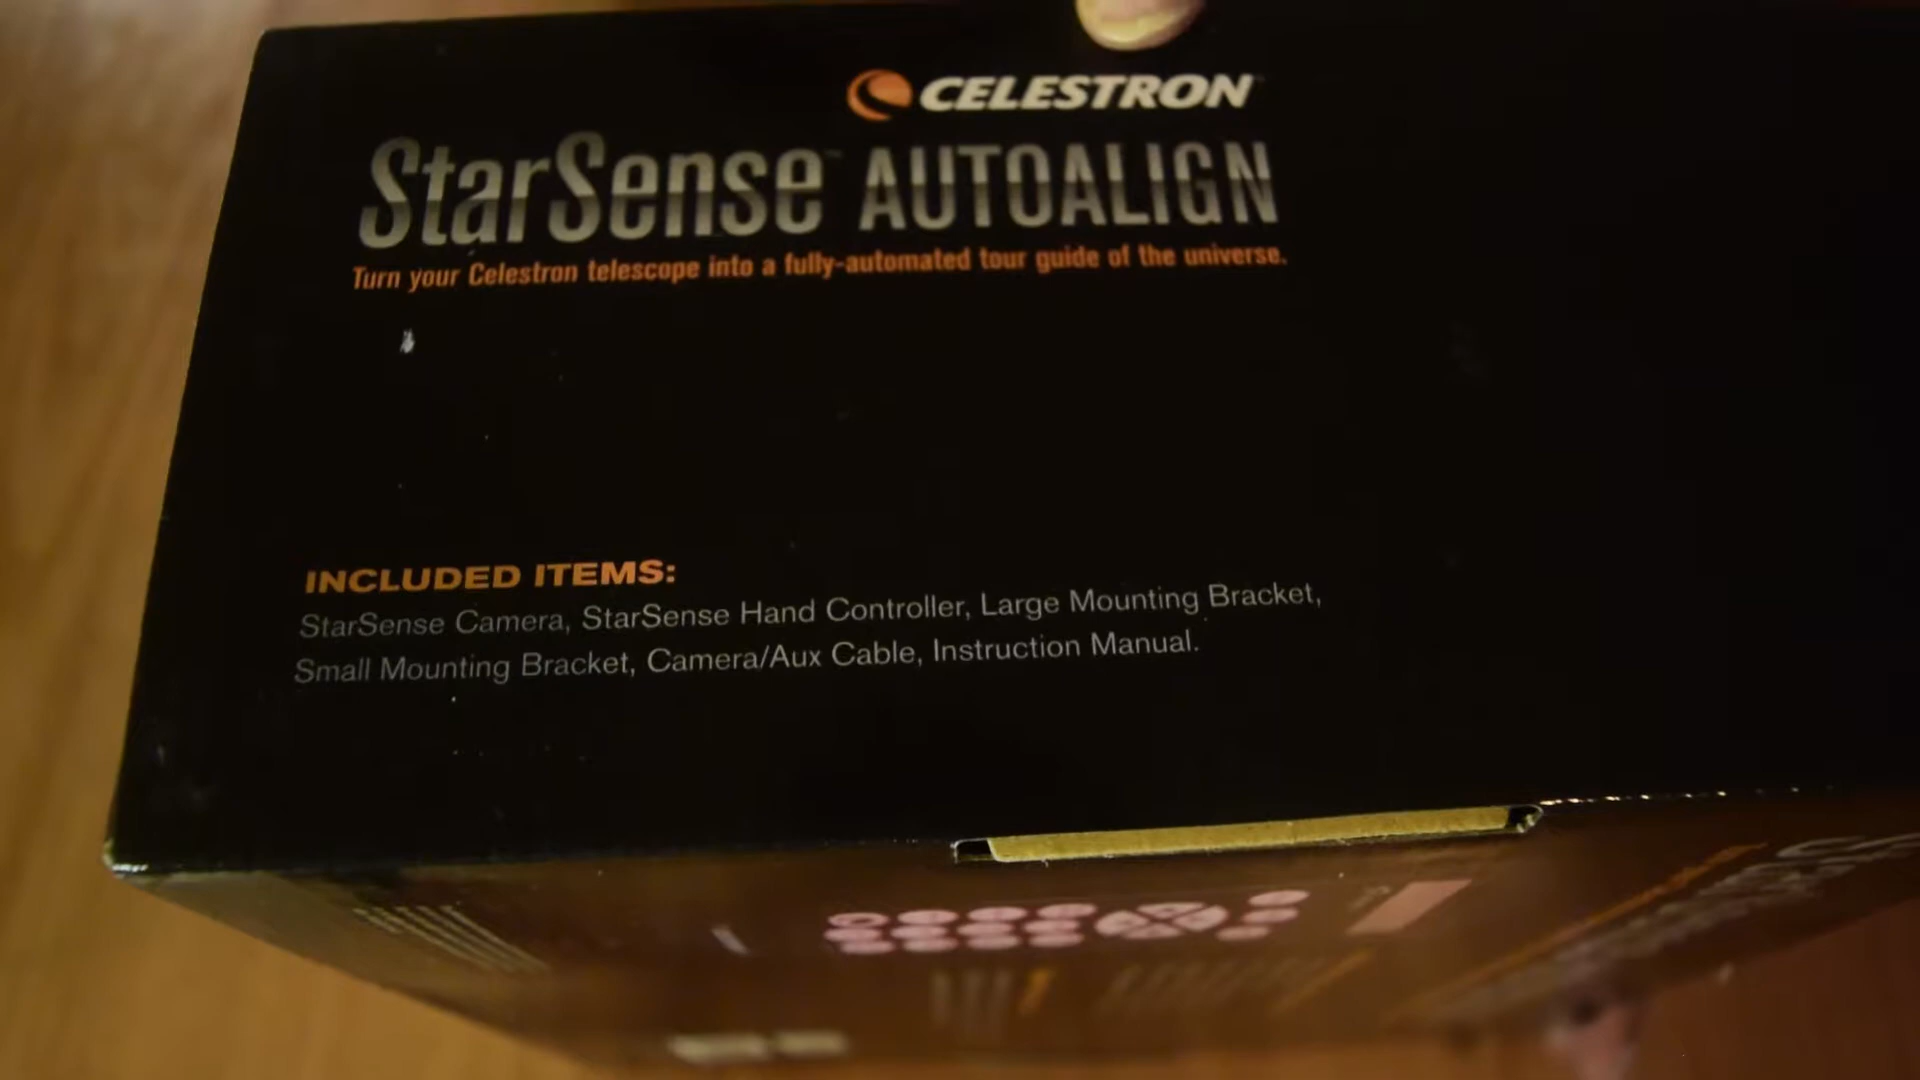 CELESTRON
StarSense™ AUTOALIGN
Turn your Celestron telescope into a fully-automated tour guide of the universe.
INCLUDED ITEMS:
StarSense Camera, StarSense Hand Controller, Large Mounting Bracket,
Small Mounting Bracket, Camera/Aux Cable, Instruction Manual.